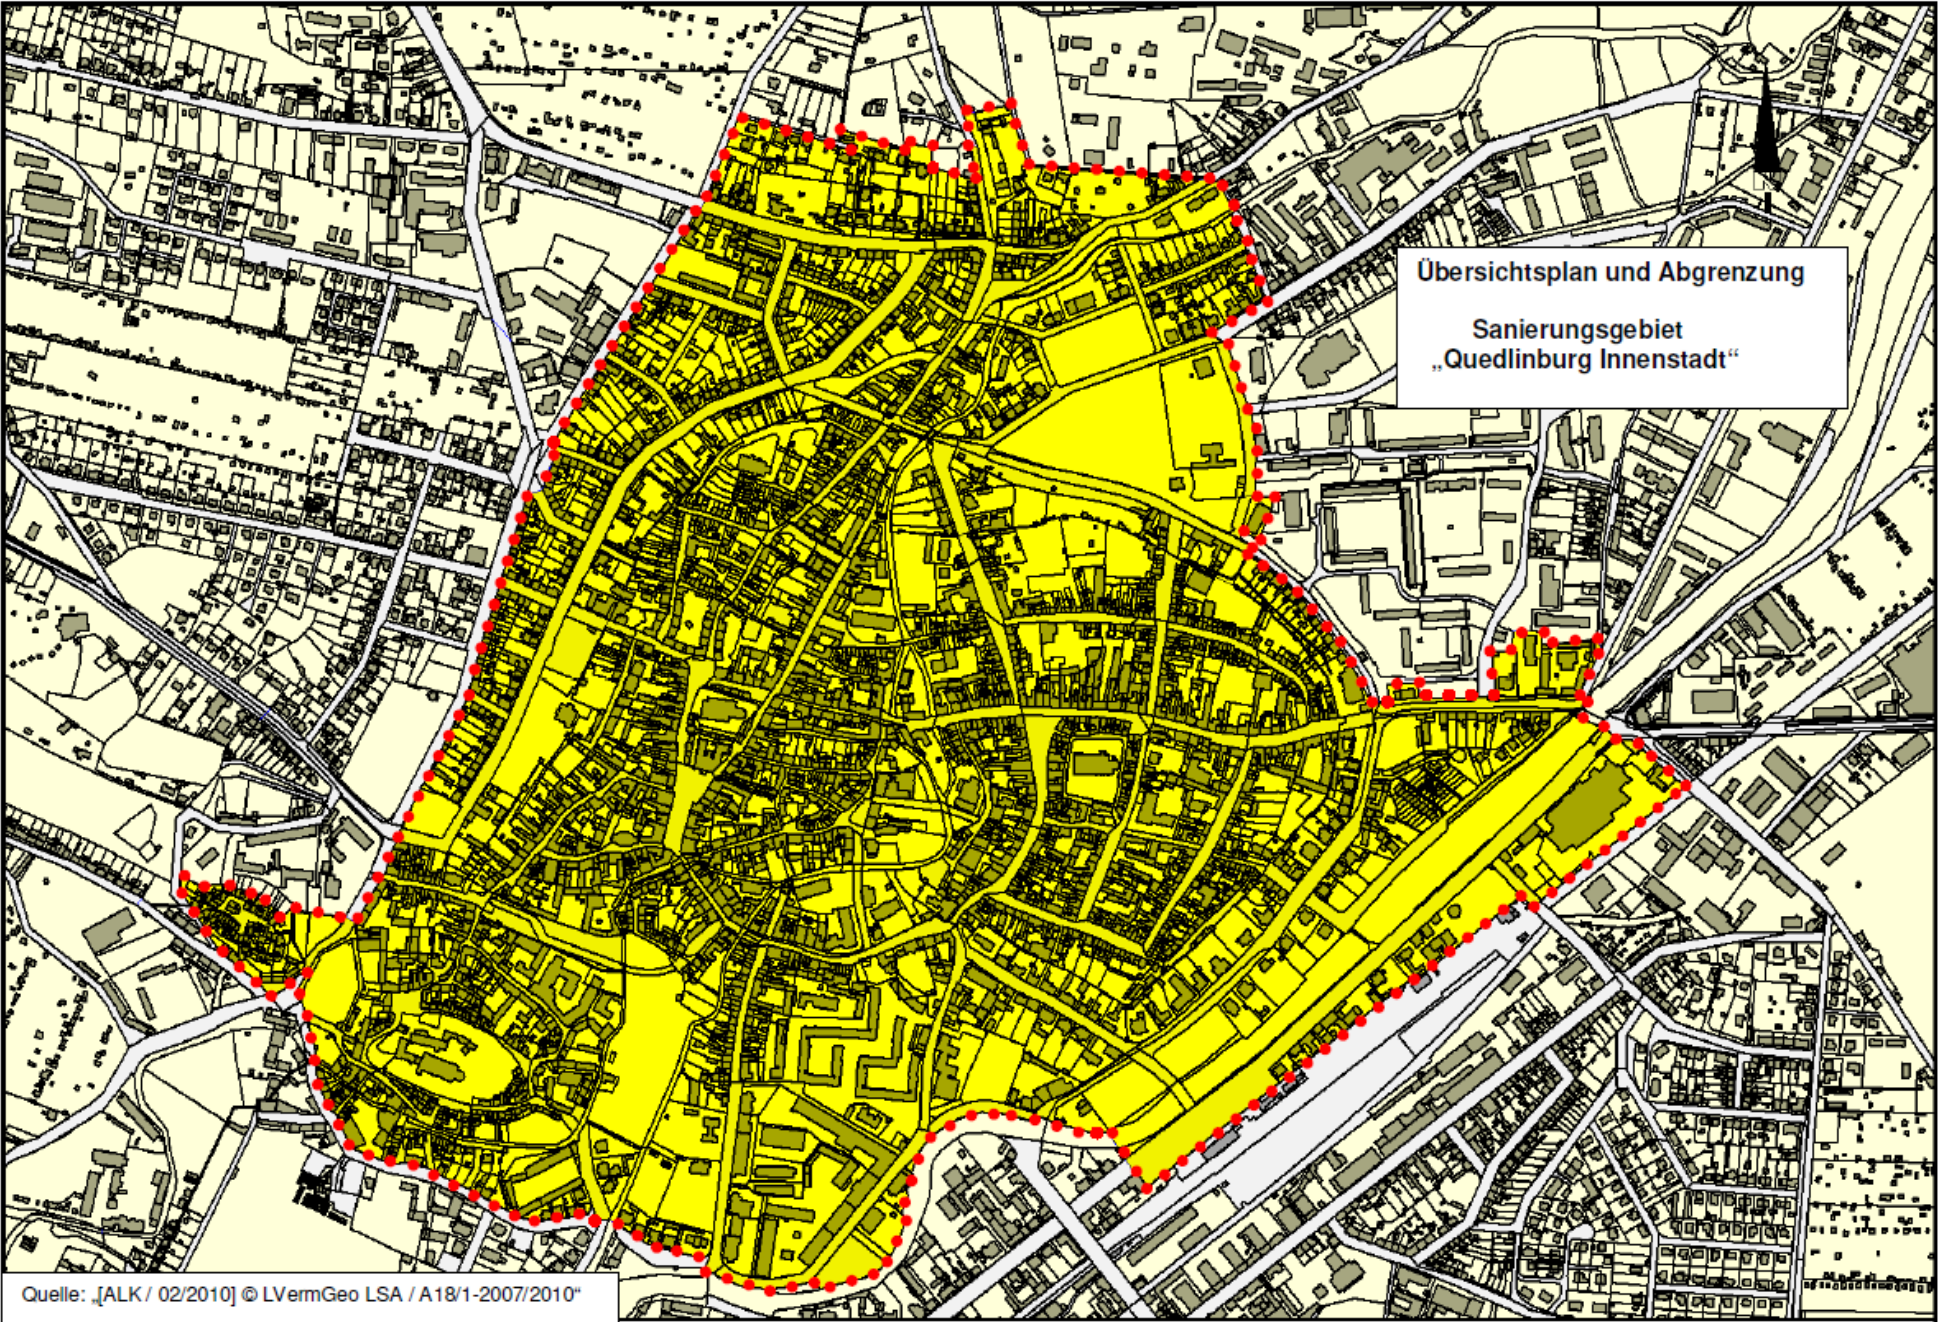 Übersichtsplan und Abgrenzung
Sanierungsgebiet
„Quedlinburg Innenstadt“
Quelle: „[ALK / 02/2010] © LVermGeo LSA / A18/1-2007/2010“